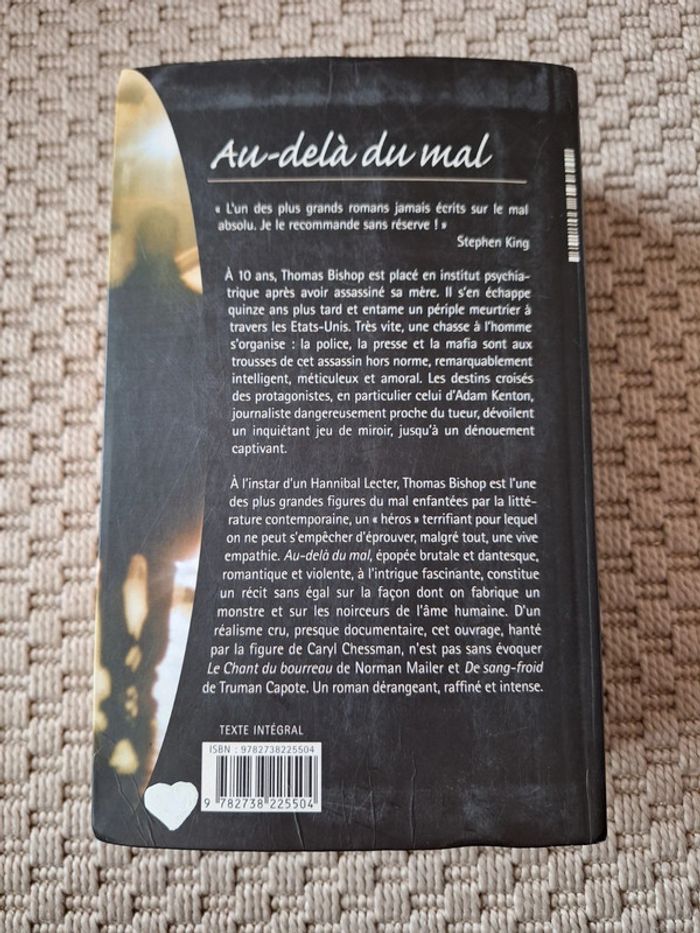 Au-delà du mal
« L'un des plus grands romans jamais écrits sur le mal
absolu. Je le recommande sans réserve ! »
Stephen King
À 10 ans, Thomas Bishop est placé en institut psychia-
trique après avoir assassiné sa mère. Il s'en échappe
quinze ans plus tard et entame un périple meurtrier à
travers les Etats-Unis. Très vite, une chasse à l'homme
s'organise : la police, la presse et la mafia sont aux
trousses de cet assassin hors norme, remarquablement
intelligent, méticuleux et amoral. Les destins croisés
des protagonistes, en particulier celui d'Adam Kenton,
journaliste dangereusement proche du tueur, dévoilent
un inquiétant jeu de miroir, jusqu'à un dénouement
captivant.
À l'instar d'un Hannibal Lecter, Thomas Bishop est l'une
des plus grandes figures du mal enfantées par la litté-
rature contemporaine, un « héros » terrifiant pour lequel
on ne peut s'empêcher d'éprouver, malgré tout, une vive
empathie. Au-delà du mal, épopée brutale et dantesque,
romantique et violente, à l'intrigue fascinante, constitue
un récit sans égal sur la façon dont on fabrique un
monstre et sur les noirceurs de l'âme humaine. D'un
réalisme cru, presque documentaire, cet ouvrage, hanté
par la figure de Caryl Chessman, n'est pas sans évoquer
Le Chant du bourreau de Norman Mailer et De sang-froid
de Truman Capote. Un roman dérangeant, raffiné et intense.
TEXTE INTÉGRAL
ISBN : 9782738225504
9 782738 225504